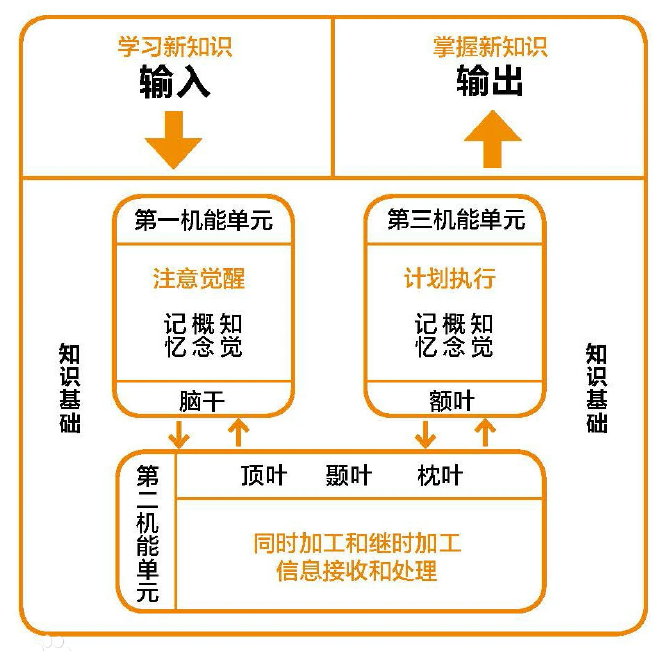 学习新知识
输入
掌握新知识
输出
第一机能单元
注意觉醒
记忆 概念 知觉
脑干
第三机能单元
计划执行
记忆 概念 知觉
额叶
知识基础
知识基础
第二机能单元
顶叶 颞叶 枕叶
同时加工和继时加工
信息接收和处理